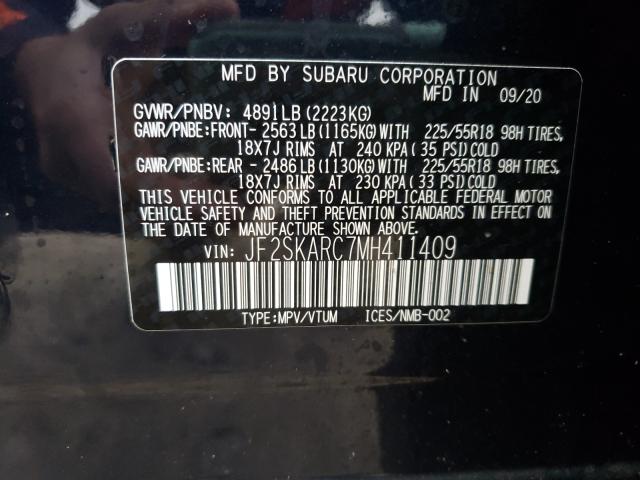 MFD BY SUBARU CORPORATION
MFD IN 09/20
GVWR/PNBV: 4891LB(2223KG)
GAWR/PNBE:FRONT- 2563LB(1165KG)WITH 225/55R18 98H TIRES,
18X7J RIMS AT 240 KPA(35 PSI)COLD
GAWR/PNBE:REAR - 2486LB(1130KG)WITH 225/55R18 98H TIRES,
18X7J RIMS AT 230 KPA(33 PSI)COLD
THIS VEHICLE CONFORMS TO ALL APPLICABLE FEDERAL MOTOR
VEHICLE SAFETY AND THEFT PREVENTION STANDARDS IN EFFECT ON
THE DATE OF MANUFACTURE SHOWN ABOVE.
VIN: JF2SKARC7MH411409
TYPE:MPV/VTUM ICES/NMB-002